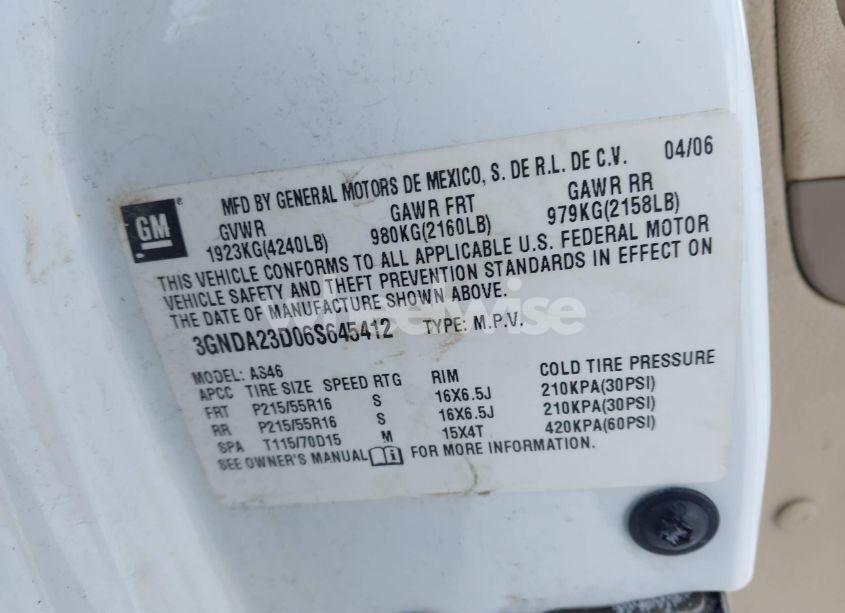 MFD BY GENERAL MOTORS DE MEXICO, S. DE R.L. DE C.V. 04/06
GM®
GVWR GAWR FRT GAWR RR
1923KG(4240LB) 980KG(2160LB) 979KG(2158LB)
THIS VEHICLE CONFORMS TO ALL APPLICABLE U.S. FEDERAL MOTOR
VEHICLE SAFETY AND THEFT PREVENTION STANDARDS IN EFFECT ON
THE DATE OF MANUFACTURE SHOWN ABOVE.
wheelwise
3GNDA23D06S645412 TYPE: M.P.V.
MODEL: AS46
APCC TIRE SIZE SPEED RTG RIM COLD TIRE PRESSURE
FRT P215/55R16 S 16X6.5J 210KPA(30PSI)
RR P215/55R16 S 16X6.5J 210KPA(30PSI)
SPA T115/70D15 M 15X4T 420KPA(60PSI)
SEE OWNER'S MANUAL FOR MORE INFORMATION.